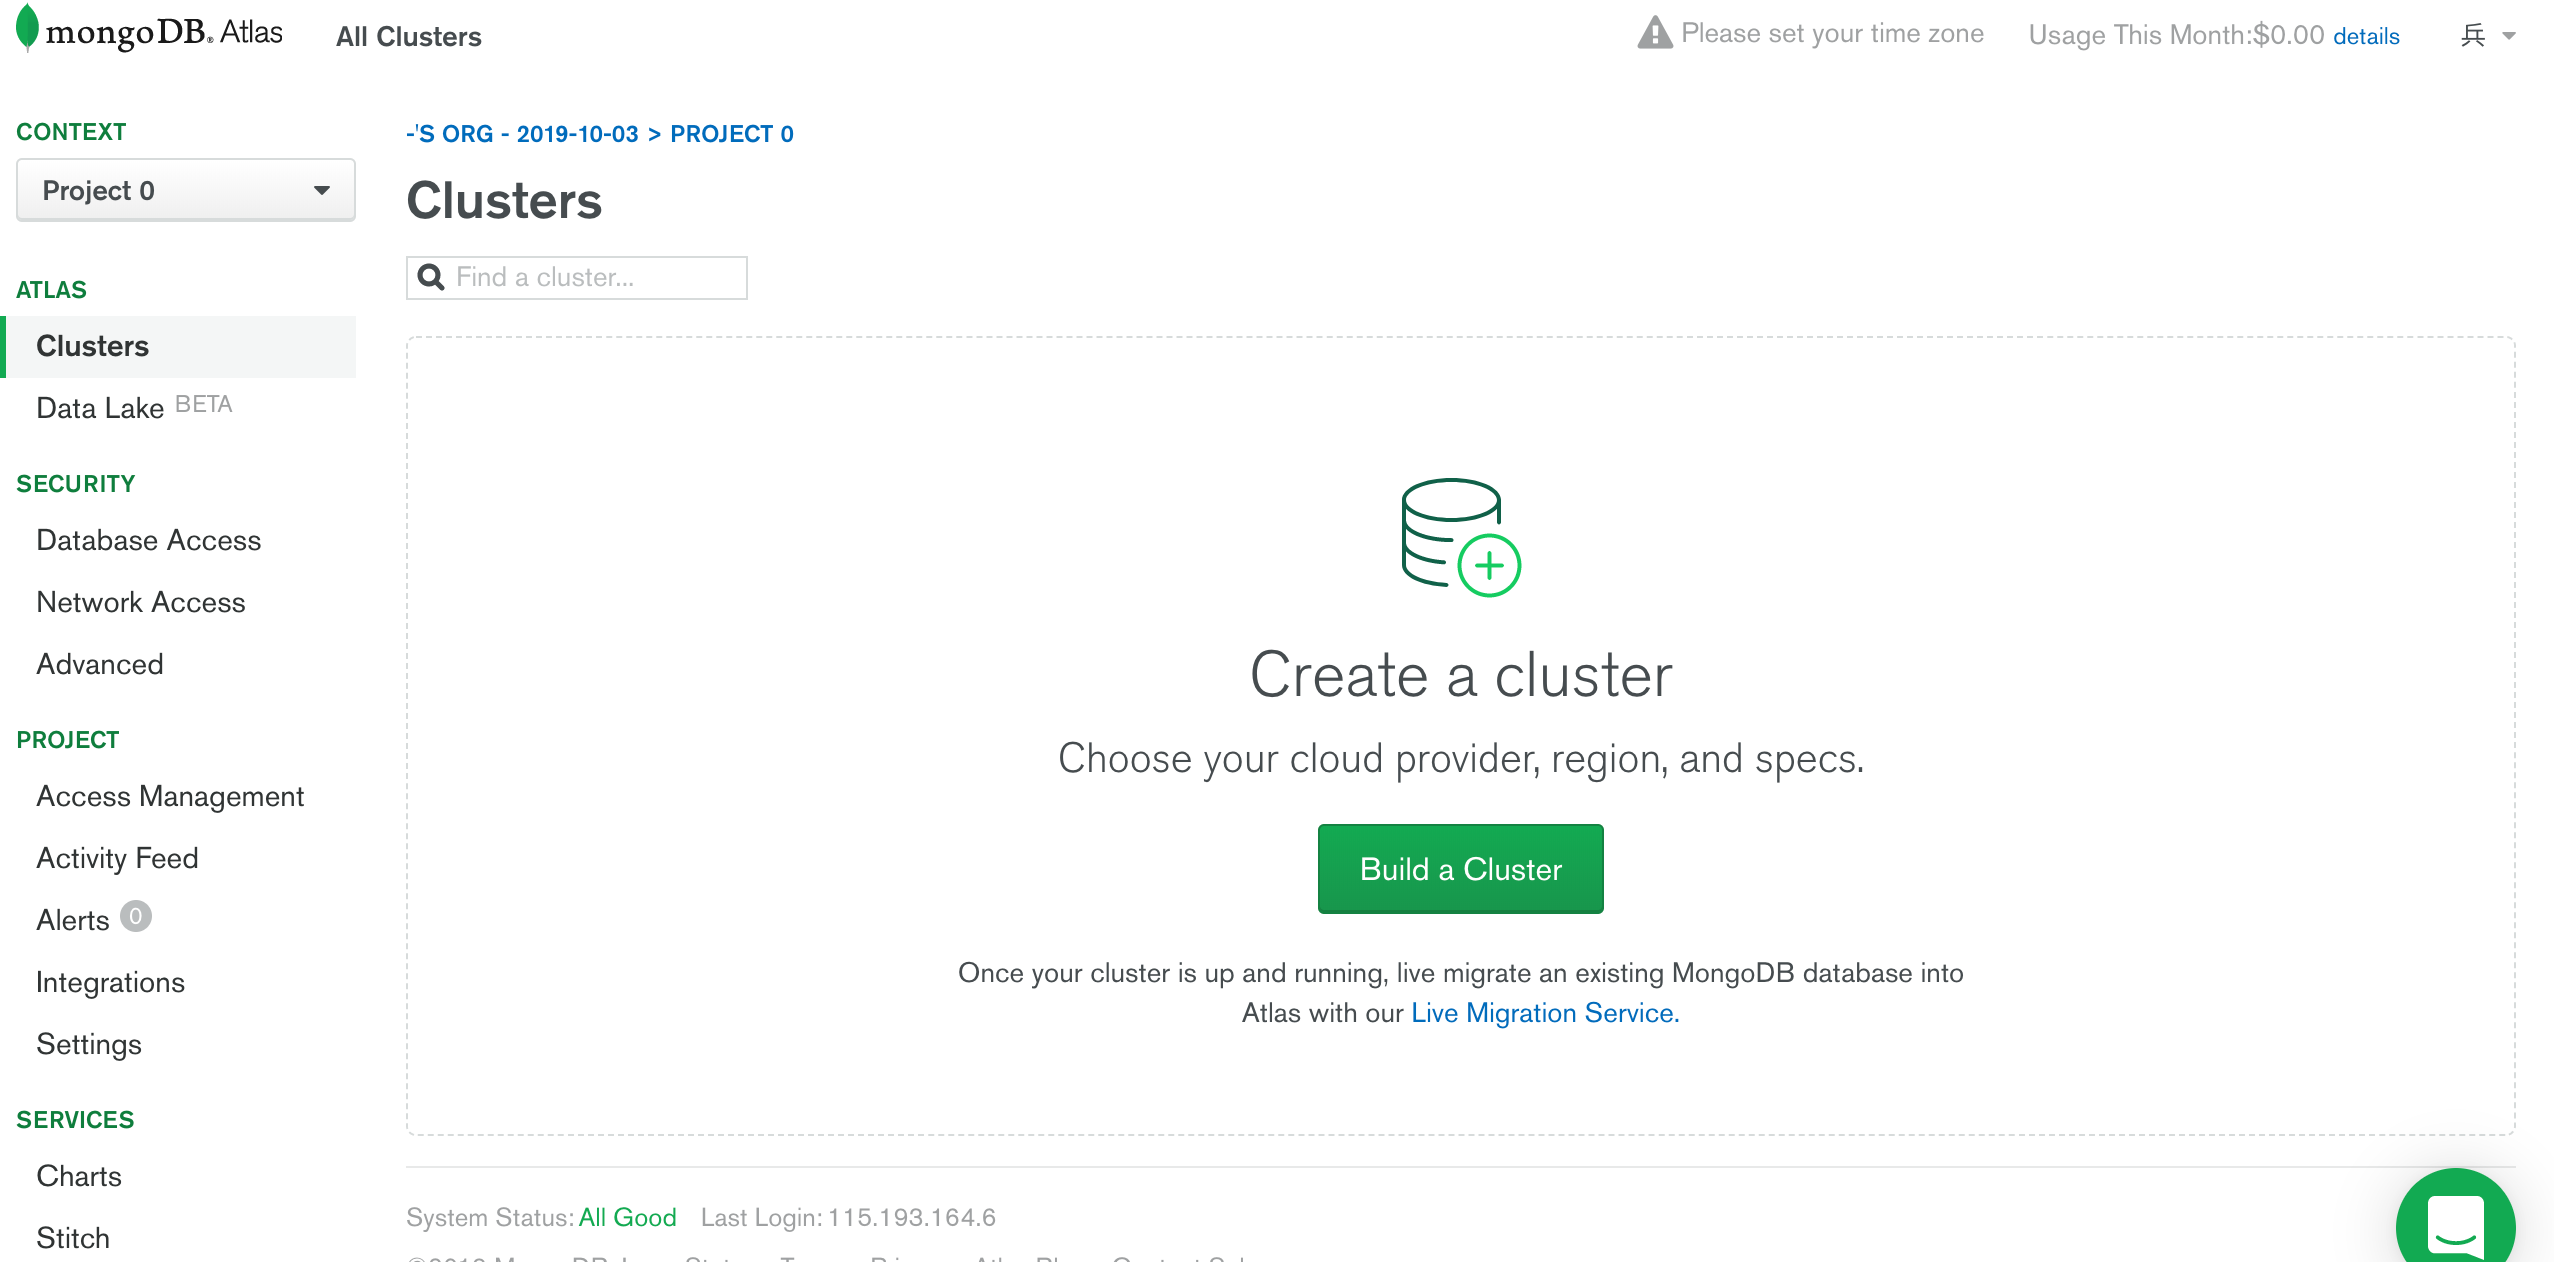 mongoDB® Atlas
All Clusters
Please set your time zone
Usage This Month:$0.00 details
兵
CONTEXT
Project 0
ATLAS
Clusters
Data Lake BETA
SECURITY
Database Access
Network Access
Advanced
PROJECT
Access Management
Activity Feed
Alerts 0
Integrations
Settings
SERVICES
Charts
Stitch
-'S ORG - 2019-10-03 > PROJECT 0
Clusters
Find a cluster...
Create a cluster
Choose your cloud provider, region, and specs.
Build a Cluster
Once your cluster is up and running, live migrate an existing MongoDB database into
Atlas with our Live Migration Service.
System Status: All Good Last Login: 115.193.164.6